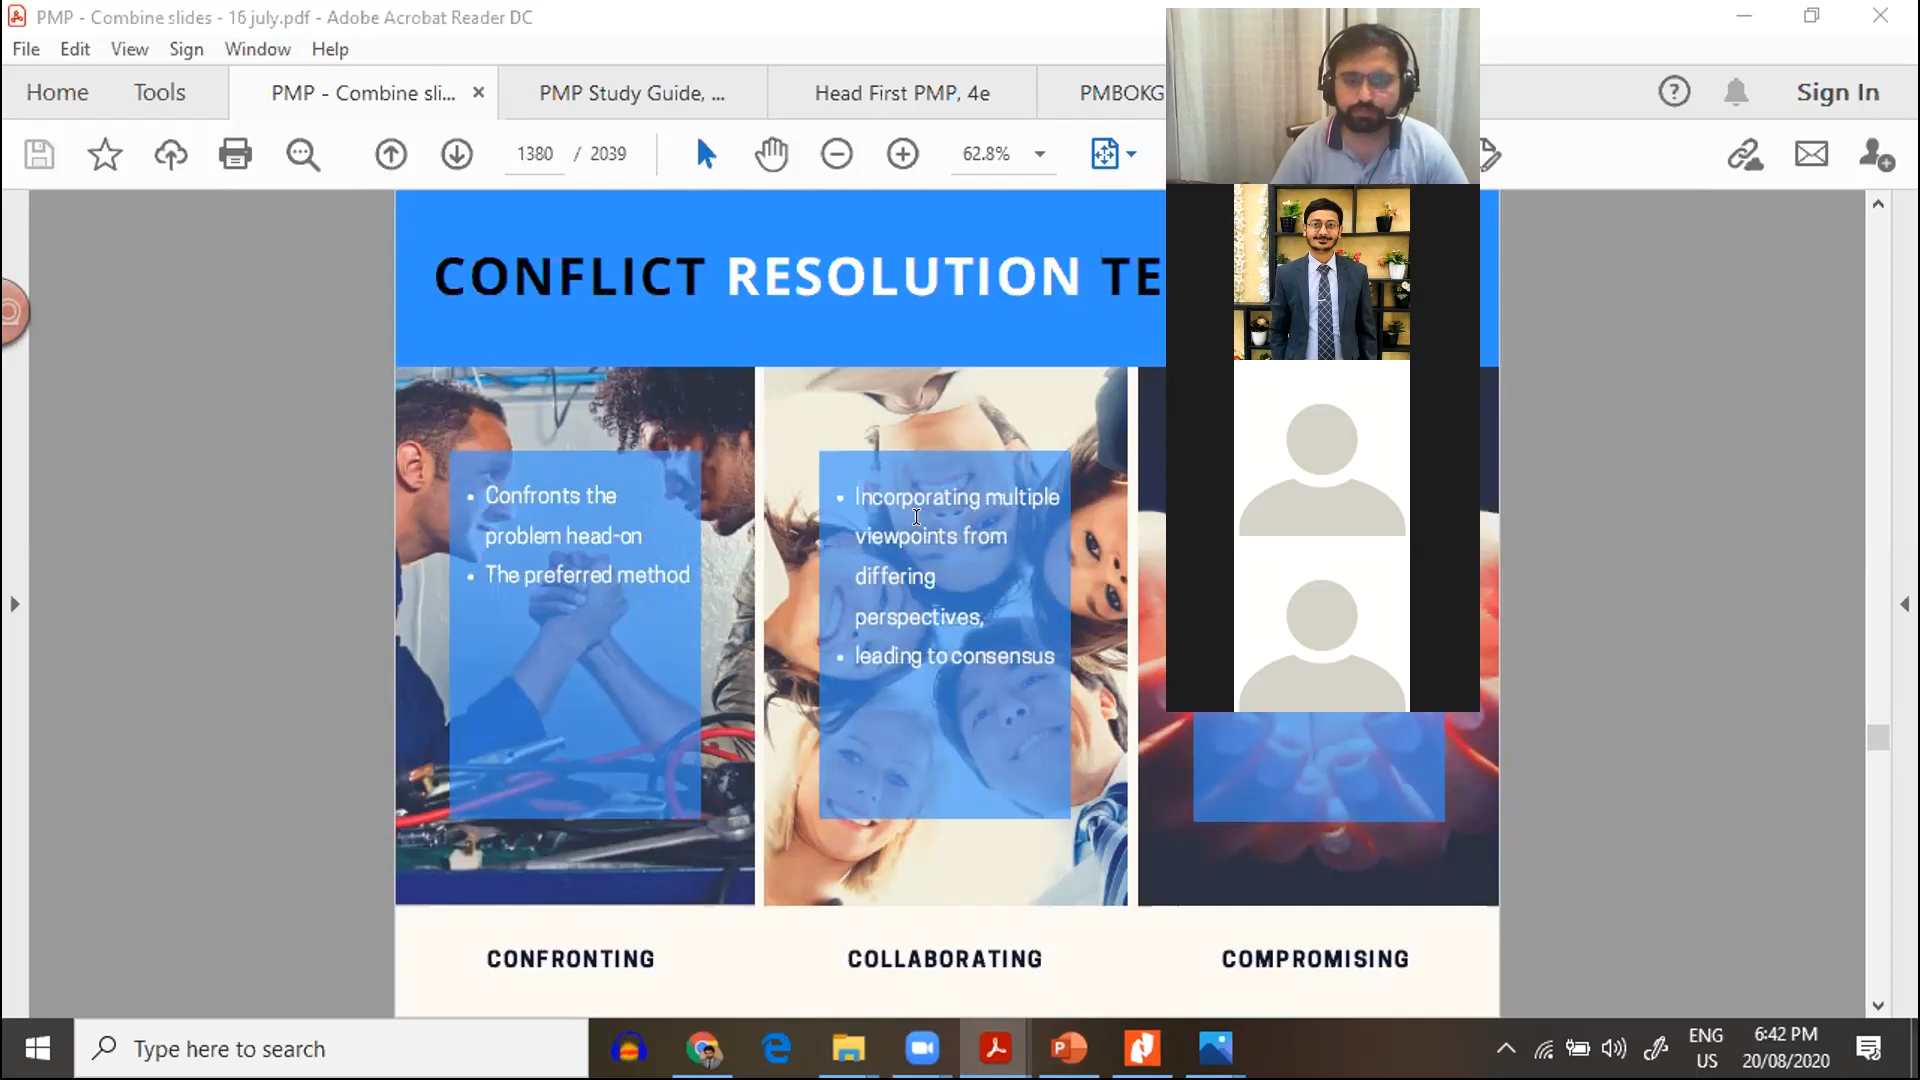 PMP - Combine slides - 16 july.pdf - Adobe Acrobat Reader DC
File Edit View Sign Window Help
Home Tools PMP - Combine sli... PMP Study Guide, ... Head First PMP, 4e PMBOKG Sign In
1380 / 2039 62.8%
CONFLICT RESOLUTION TE
• Confronts the
problem head-on
• The preferred method
• Incorporating multiple
viewpoints from
differing
perspectives,
• leading to consensus
CONFRONTING COLLABORATING COMPROMISING
Type here to search
ENG
US
6:42 PM
20/08/2020